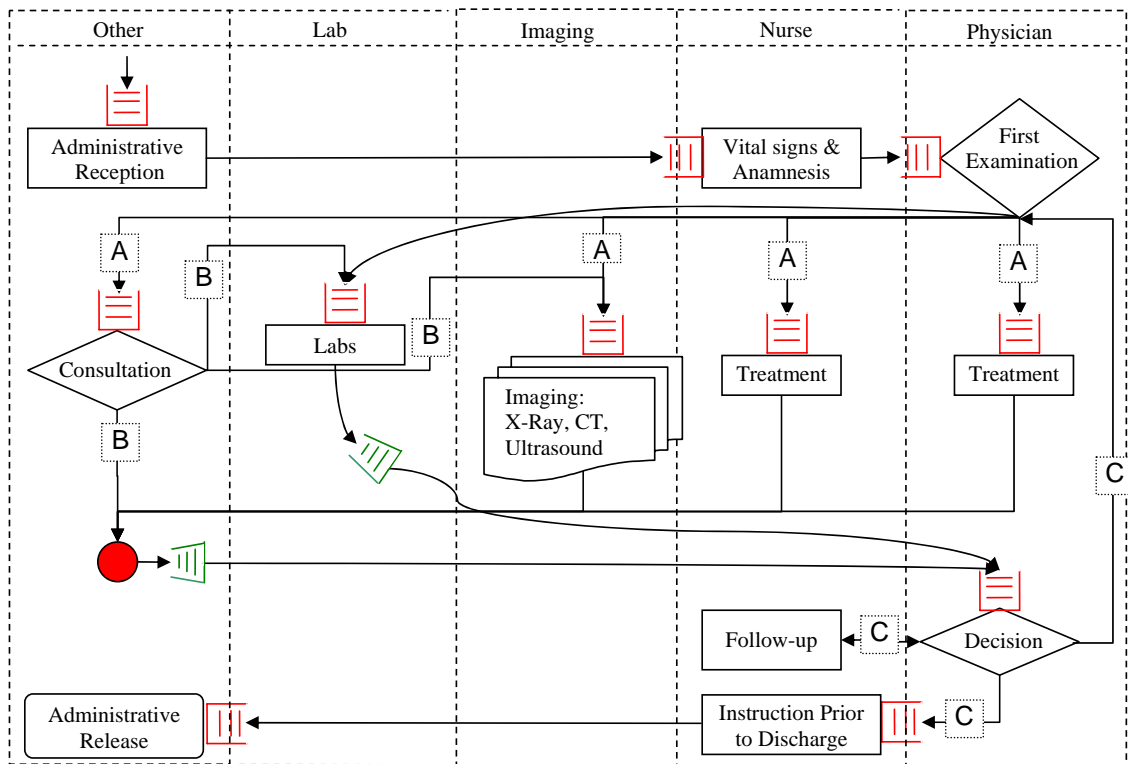 Other
Lab
Imaging
Nurse
Physician
Administrative
Reception
Vital signs &
Anamnesis
First
Examination
A
B
A
A
A
B
Consultation
Labs
Imaging:
X-Ray, CT,
Ultrasound
Treatment
Treatment
B
C
Follow-up
C
Decision
Administrative
Release
Instruction Prior
to Discharge
C